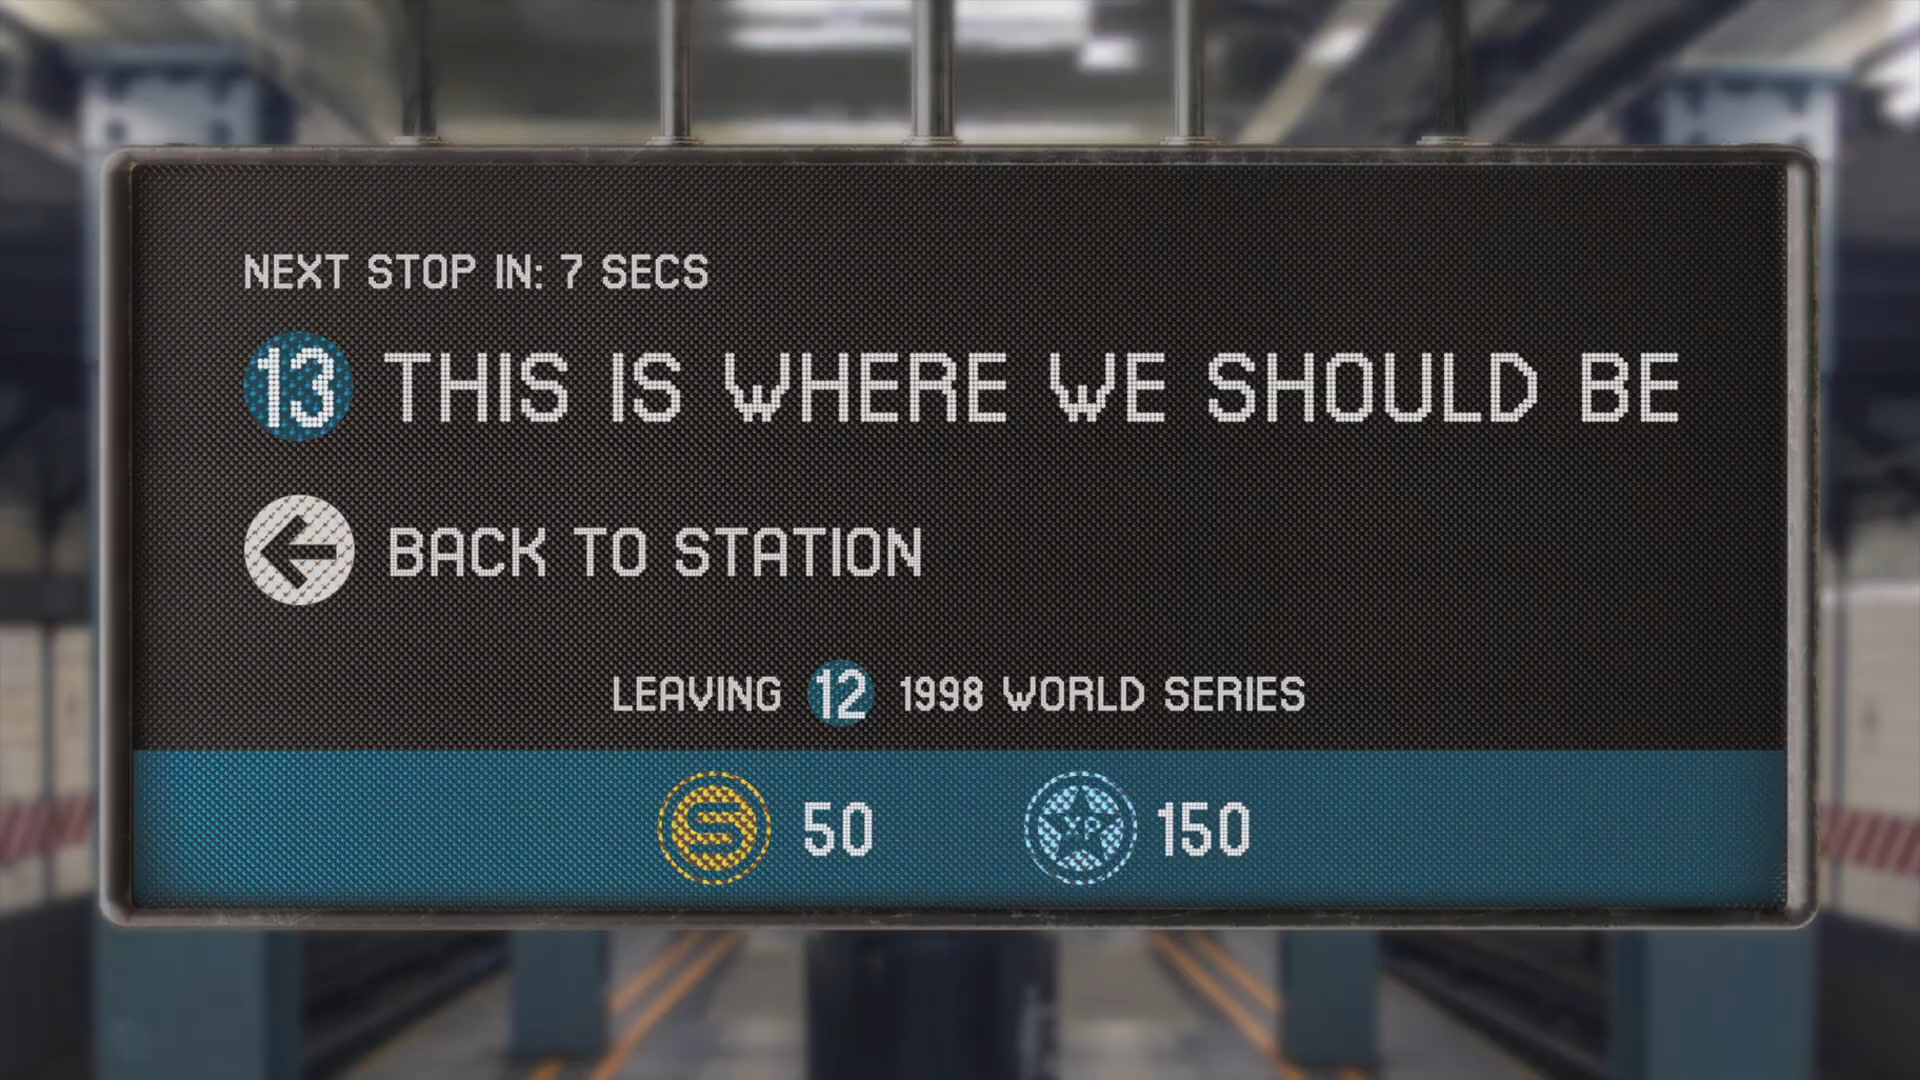 NEXT STOP IN: 7 SECS
13 THIS IS WHERE WE SHOULD BE
BACK TO STATION
LEAVING 12 1998 WORLD SERIES
S 50 XP 150